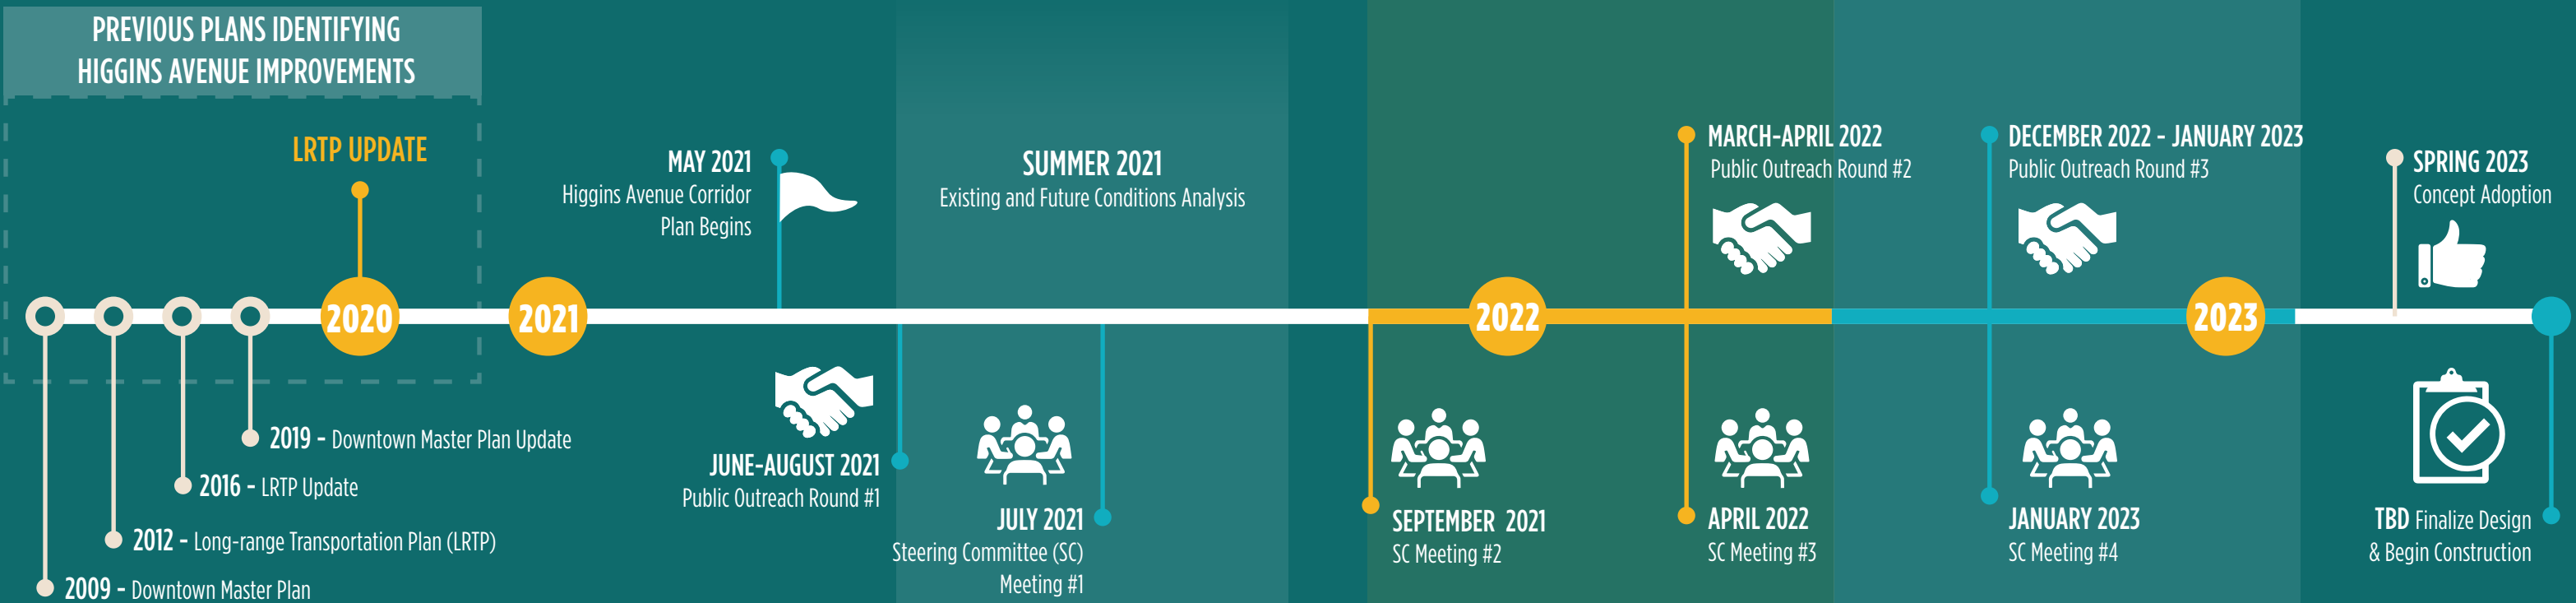 PREVIOUS PLANS IDENTIFYING
HIGGINS AVENUE IMPROVEMENTS
LRTP UPDATE
2020
2019 - Downtown Master Plan Update
2016 - LRTP Update
2012 - Long-range Transportation Plan (LRTP)
2009 - Downtown Master Plan
2021
MAY 2021
Higgins Avenue Corridor
Plan Begins
JUNE-AUGUST 2021
Public Outreach Round #1
SUMMER 2021
Existing and Future Conditions Analysis
JULY 2021
Steering Committee (SC)
Meeting #1
SEPTEMBER 2021
SC Meeting #2
2022
MARCH-APRIL 2022
Public Outreach Round #2
APRIL 2022
SC Meeting #3
DECEMBER 2022 - JANUARY 2023
Public Outreach Round #3
JANUARY 2023
SC Meeting #4
2023
SPRING 2023
Concept Adoption
TBD Finalize Design
& Begin Construction